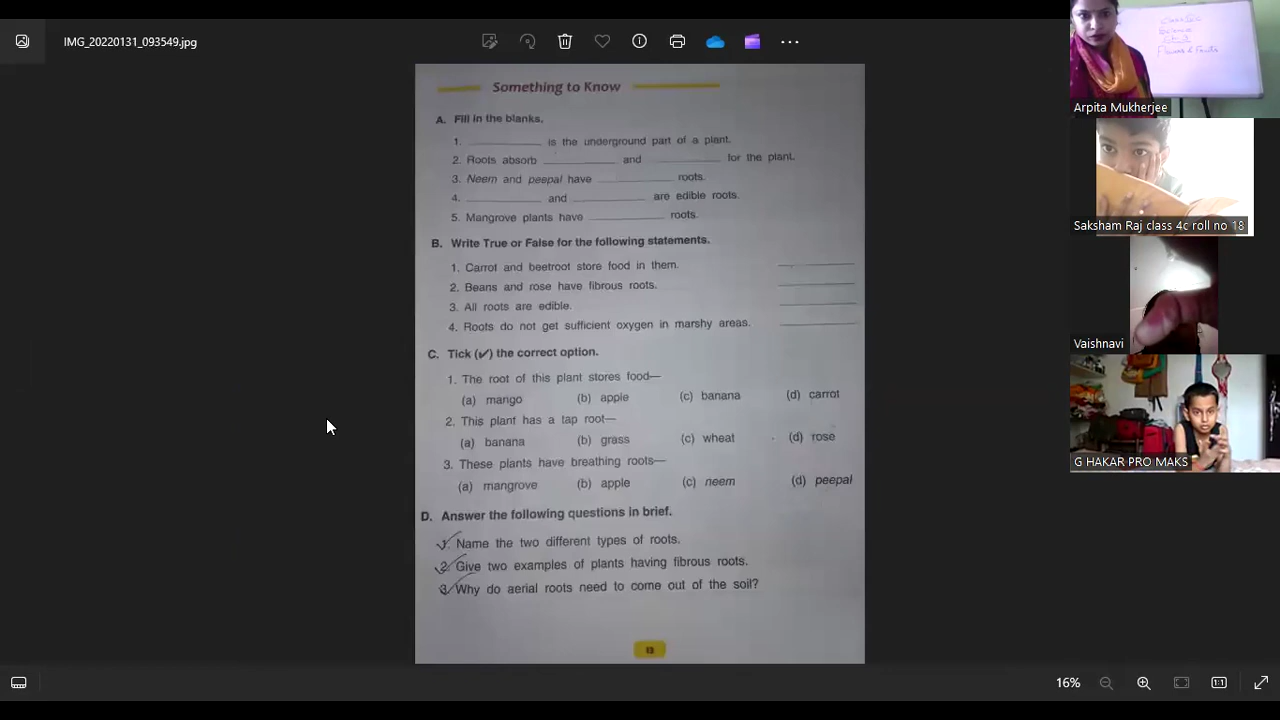 IMG_20220131_093549.jpg
Something to Know
A. Fill in the blanks.
1. __________ is the underground part of a plant.
2. Roots absorb __________ and __________ for the plant.
3. Neem and peepal have __________ roots.
4. __________ and __________ are edible roots.
5. Mangrove plants have __________ roots.
B. Write True or False for the following statements.
1. Carrot and beetroot store food in them. __________
2. Beans and rose have fibrous roots. __________
3. All roots are edible. __________
4. Roots do not get sufficient oxygen in marshy areas. __________
C. Tick (✓) the correct option.
1. The root of this plant stores food—
(a) mango (b) apple (c) banana (d) carrot
2. This plant has a tap root—
(a) banana (b) grass (c) wheat (d) rose
3. These plants have breathing roots—
(a) mangrove (b) apple (c) neem (d) peepal
D. Answer the following questions in brief.
1. Name the two different types of roots.
2. Give two examples of plants having fibrous roots.
3. Why do aerial roots need to come out of the soil?
16%
1:1
Science
Arpita Mukherjee
Saksham Raj class 4c roll no 18
Vaishnavi
G HAKAR PRO MAKS